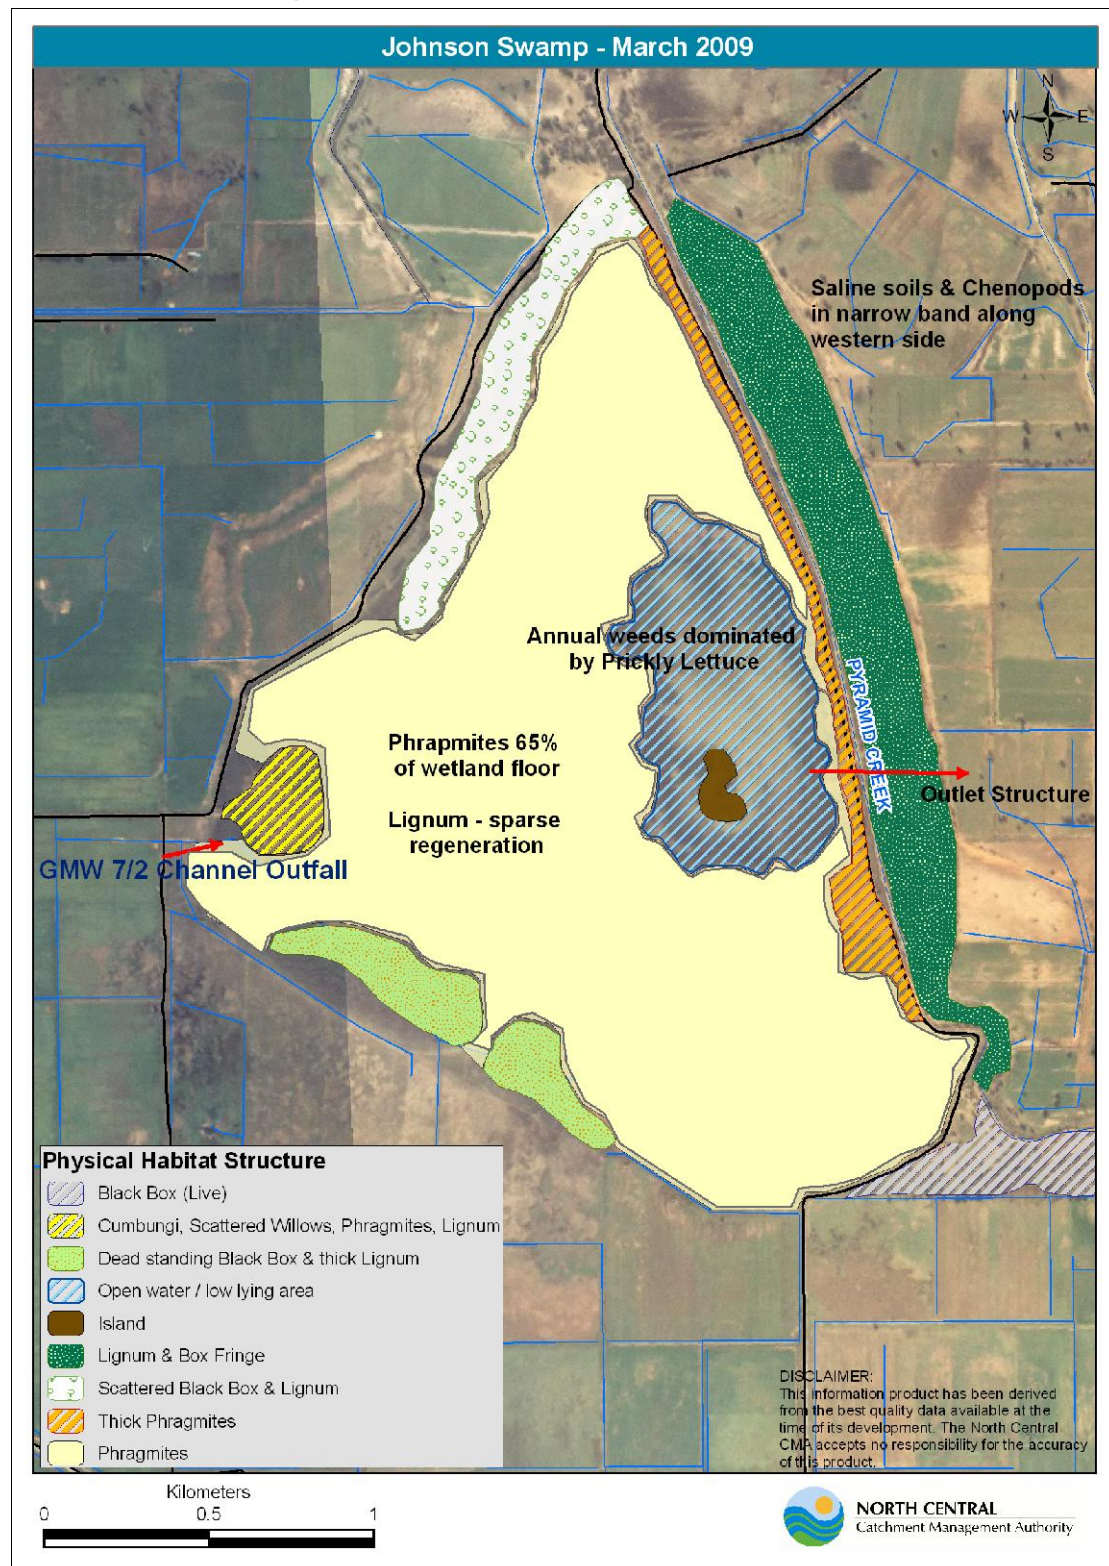 Johnson Swamp - March 2009
N
W E
S
Saline soils & Chenopods
in narrow band along
western side
Annual weeds dominated
by Prickly Lettuce
PYRAMID CREEK
Phrapmites 65%
of wetland floor
Lignum - sparse
regeneration
Outlet Structure
GMW 7/2 Channel Outfall
Physical Habitat Structure
Black Box (Live)
Cumbungi, Scattered Willows, Phragmites, Lignum
Dead standing Black Box & thick Lignum
Open water / low lying area
Island
Lignum & Box Fringe
Scattered Black Box & Lignum
Thick Phragmites
Phragmites
DISCLAIMER:
This information product has been derived
from the best quality data available at the
time of its development. The North Central
CMA accepts no responsibility for the accuracy
of this product.
Kilometers
0 0.5 1
NORTH CENTRAL
Catchment Management Authority